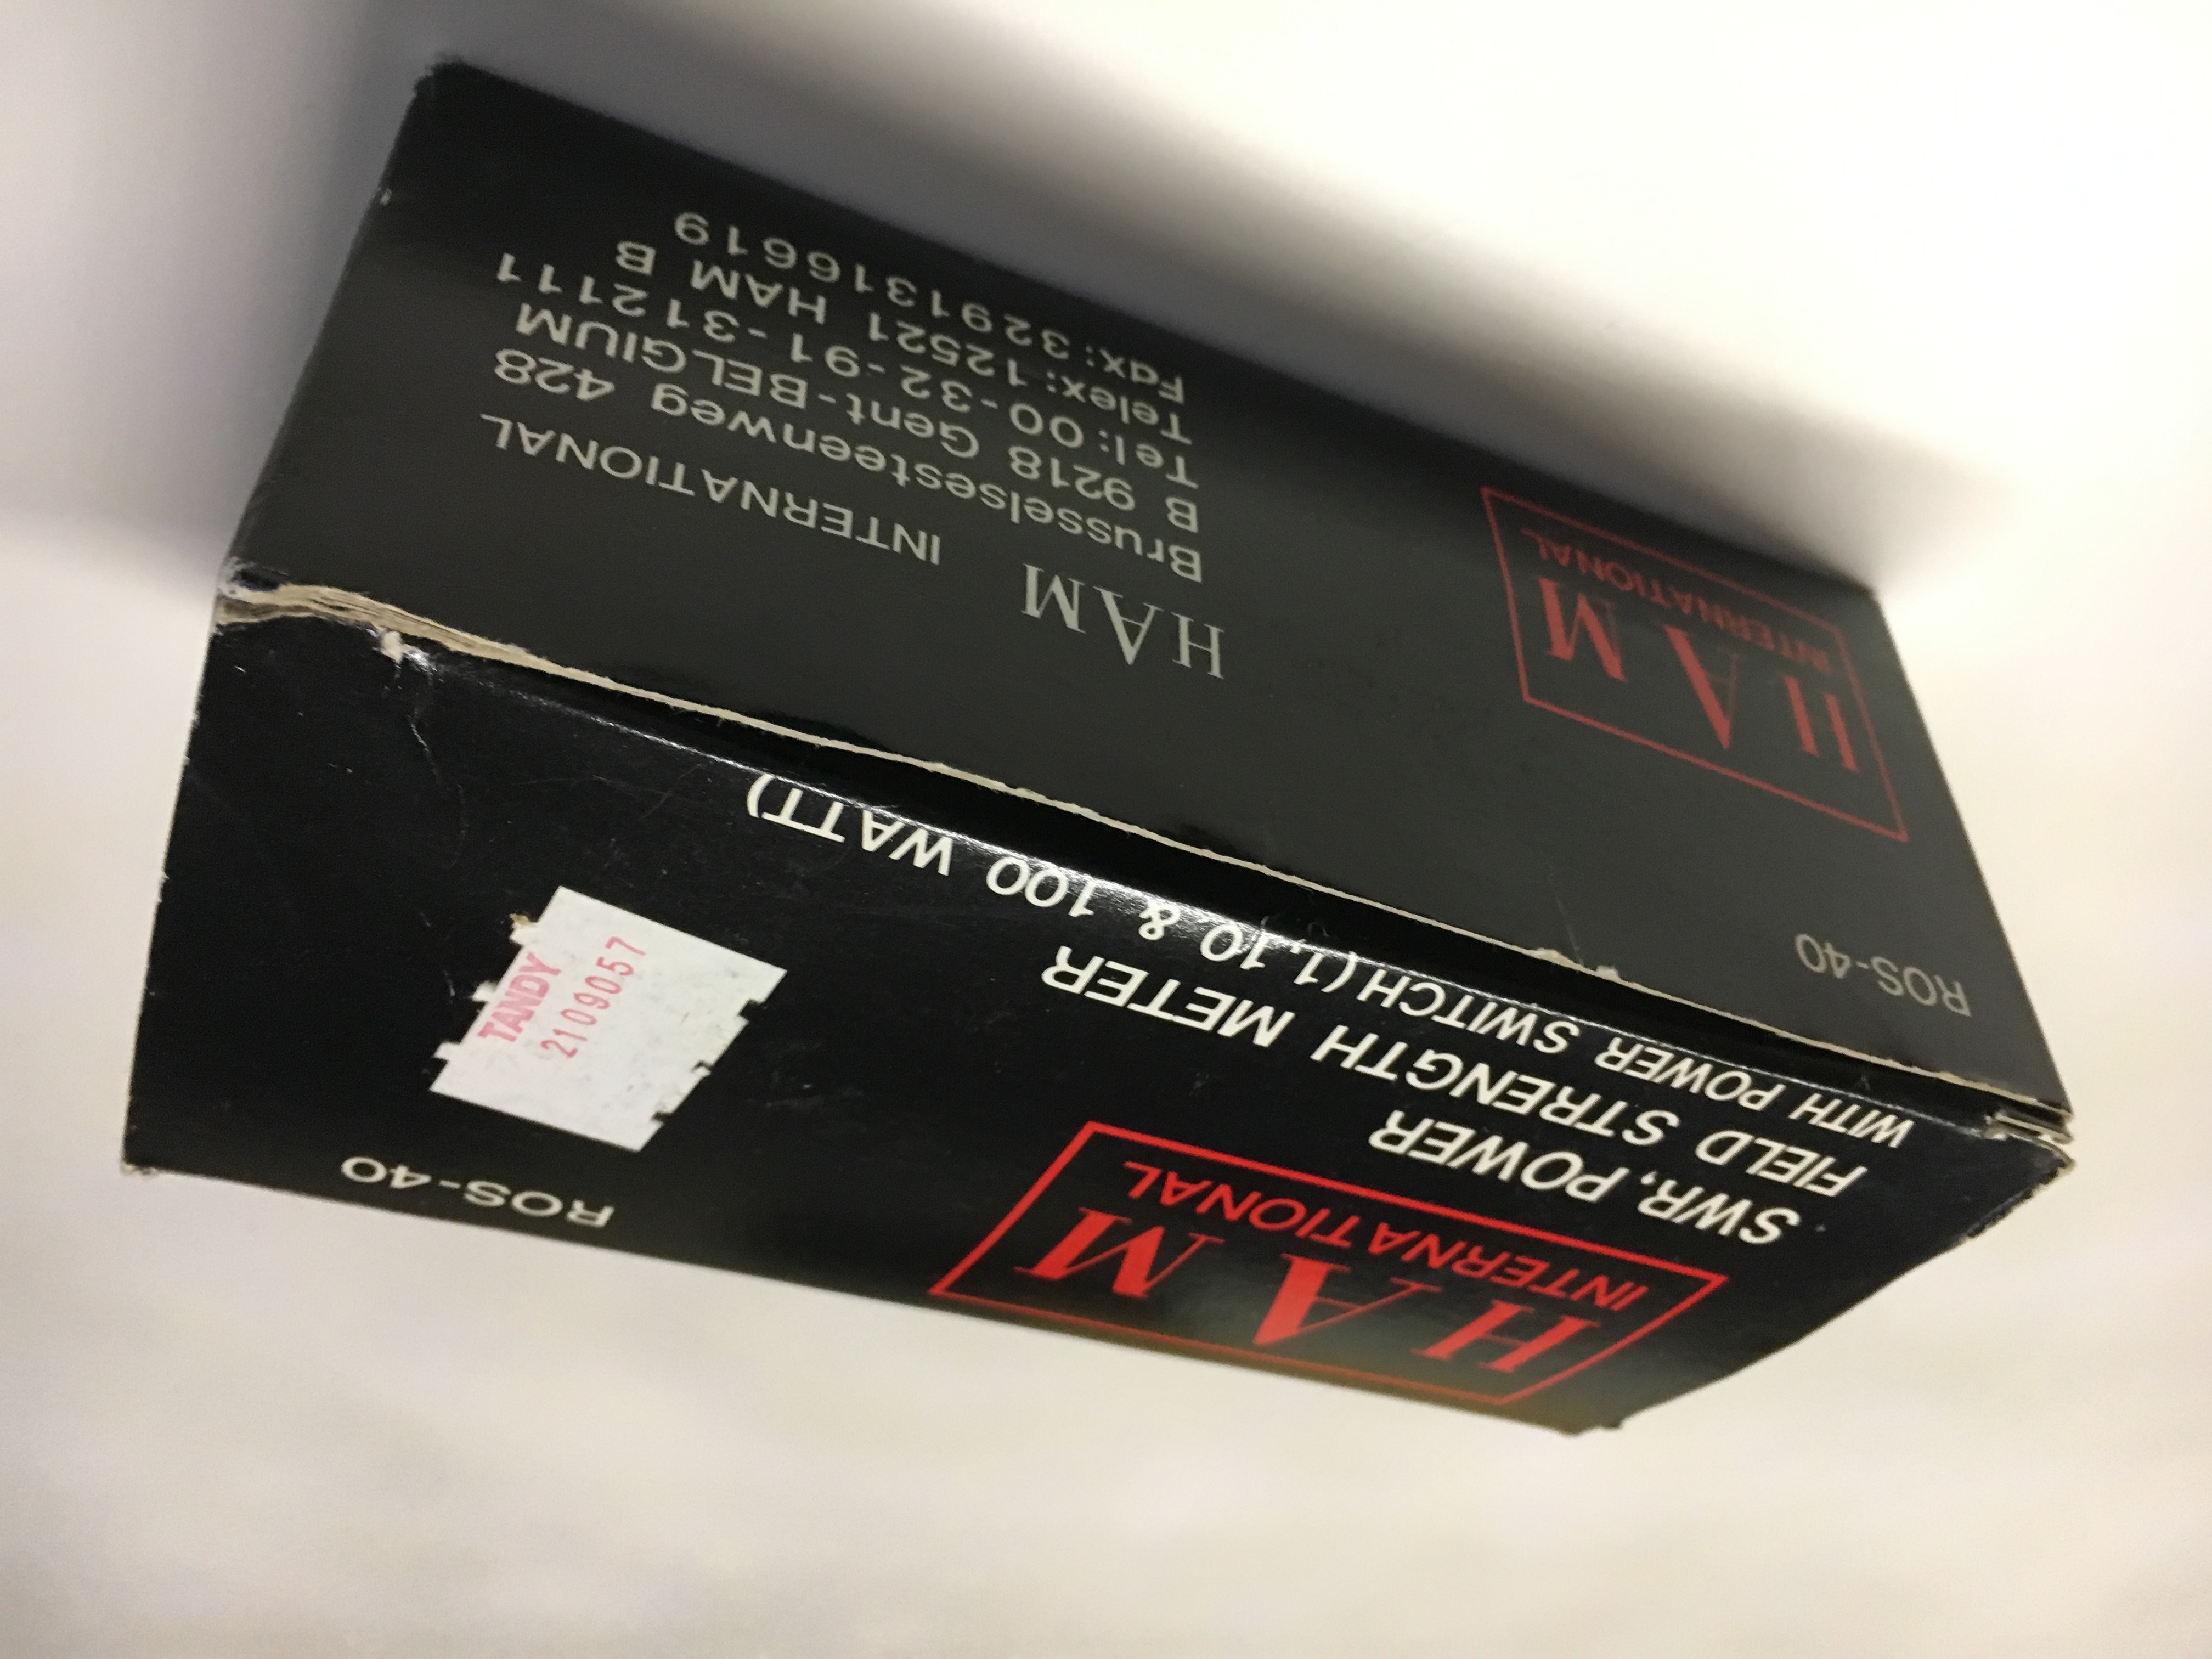 HAM
INTERNATIONAL
ROS-40
SWR, POWER
FIELD STRENGTH METER
WITH POWER SWITCH (1,10 & 100 WATT)
TANDY
2109057
ROS-40
HAM
INTERNATIONAL
HAM INTERNATIONAL
Brusselsesteenweg 428
B 9218 Gent-BELGIUM
Tel: 00-32-91-312111
Telex: 12521 HAM B
Fax: 3291316619